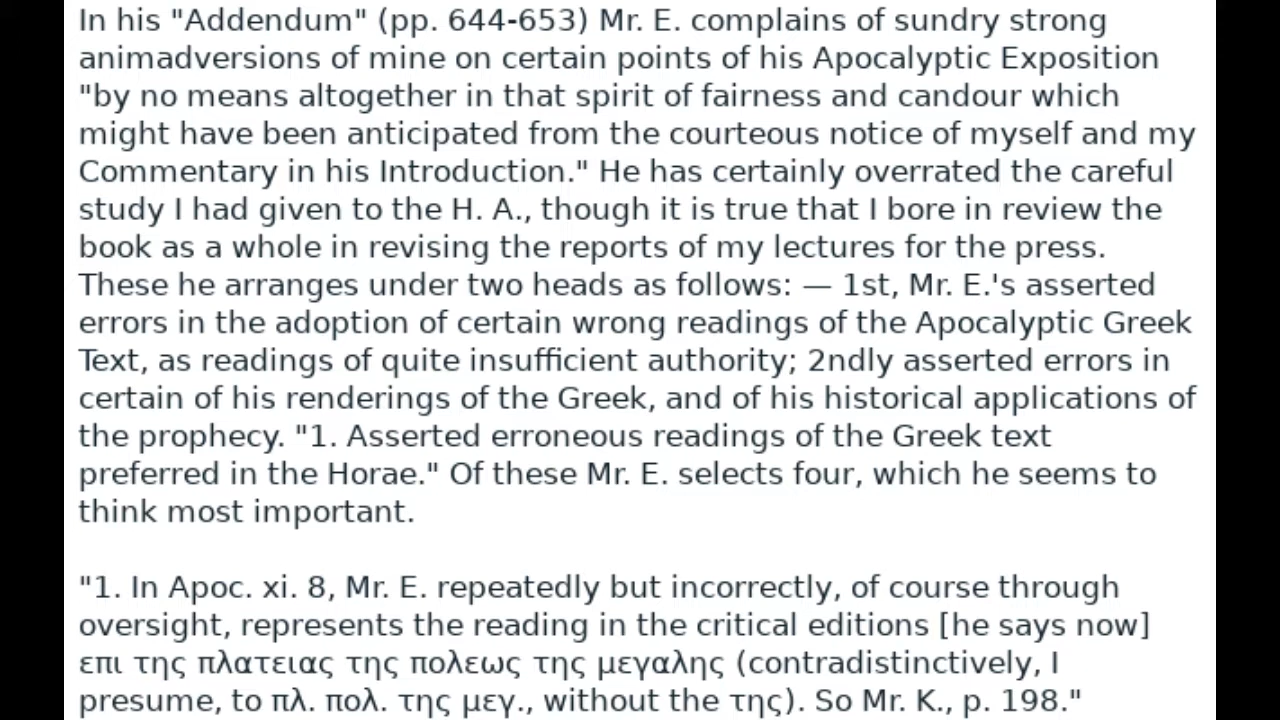 In his "Addendum" (pp. 644-653) Mr. E. complains of sundry strong
animadversions of mine on certain points of his Apocalyptic Exposition
"by no means altogether in that spirit of fairness and candour which
might have been anticipated from the courteous notice of myself and my
Commentary in his Introduction." He has certainly overrated the careful
study I had given to the H. A., though it is true that I bore in review the
book as a whole in revising the reports of my lectures for the press.
These he arranges under two heads as follows: — 1st, Mr. E.'s asserted
errors in the adoption of certain wrong readings of the Apocalyptic Greek
Text, as readings of quite insufficient authority; 2ndly asserted errors in
certain of his renderings of the Greek, and of his historical applications of
the prophecy. "1. Asserted erroneous readings of the Greek text
preferred in the Horae." Of these Mr. E. selects four, which he seems to
think most important.
"1. In Apoc. xi. 8, Mr. E. repeatedly but incorrectly, of course through
oversight, represents the reading in the critical editions [he says now]
επι της πλατειας της πολεως της μεγαλης (contradistinctively, I
presume, to πλ. πολ. της μεγ., without the της). So Mr. K., p. 198."